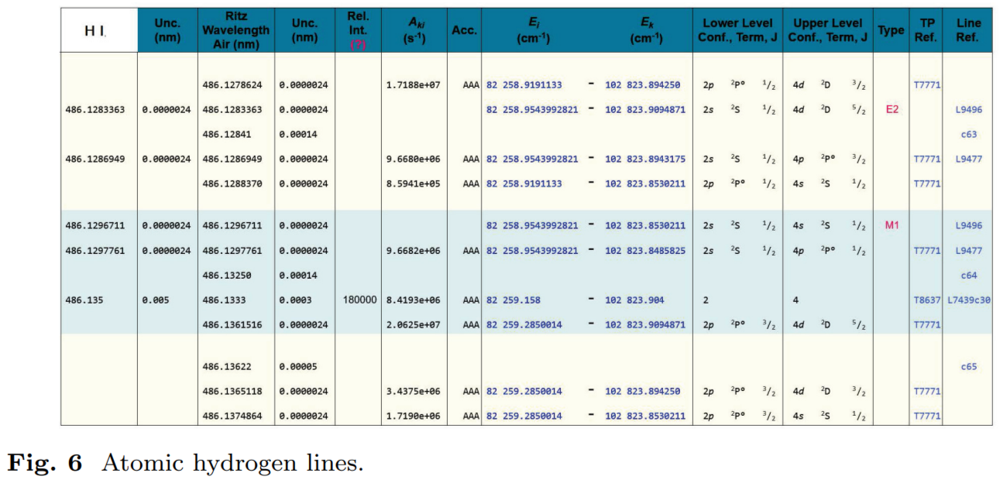 H I. Unc. (nm) Ritz Wavelength Air (nm) Unc. (nm) Rel. Int. (?) Aki (s-1) Acc. Ei (cm-1) Ek (cm-1) Lower Level Conf., Term, J Upper Level Conf., Term, J Type TP Ref. Line Ref.
486.1278624 0.0000024 1.7188e+07 AAA 82 258.9191133 - 102 823.894250 2p ²P° 1/2 4d ²D 3/2 T7771
486.1283363 0.0000024 486.1283363 0.0000024 82 258.9543992821 - 102 823.9094871 2s ²S 1/2 4d ²D 5/2 E2 L9496
486.12841 0.00014 c63
486.1286949 0.0000024 486.1286949 0.0000024 9.6680e+06 AAA 82 258.9543992821 - 102 823.8943175 2s ²S 1/2 4p ²P° 3/2 T7771 L9477
486.1288370 0.0000024 8.5941e+05 AAA 82 258.9191133 - 102 823.8530211 2p ²P° 1/2 4s ²S 1/2 T7771
486.1296711 0.0000024 486.1296711 0.0000024 82 258.9543992821 - 102 823.8530211 2s ²S 1/2 4s ²S 1/2 M1 L9496
486.1297761 0.0000024 486.1297761 0.0000024 9.6682e+06 AAA 82 258.9543992821 - 102 823.8485825 2s ²S 1/2 4p ²P° 1/2 T7771 L9477
486.13250 0.00014 c64
486.135 0.005 486.1333 0.0003 180000 8.4193e+06 AAA 82 259.158 - 102 823.904 2 4 T8637 L7439c30
486.1361516 0.0000024 2.0625e+07 AAA 82 259.2850014 - 102 823.9094871 2p ²P° 3/2 4d ²D 5/2 T7771
486.13622 0.00005 c65
486.1365118 0.0000024 3.4375e+06 AAA 82 259.2850014 - 102 823.894250 2p ²P° 3/2 4d ²D 3/2 T7771
486.1374864 0.0000024 1.7190e+06 AAA 82 259.2850014 - 102 823.8530211 2p ²P° 3/2 4s ²S 1/2 T7771
Fig. 6 Atomic hydrogen lines.